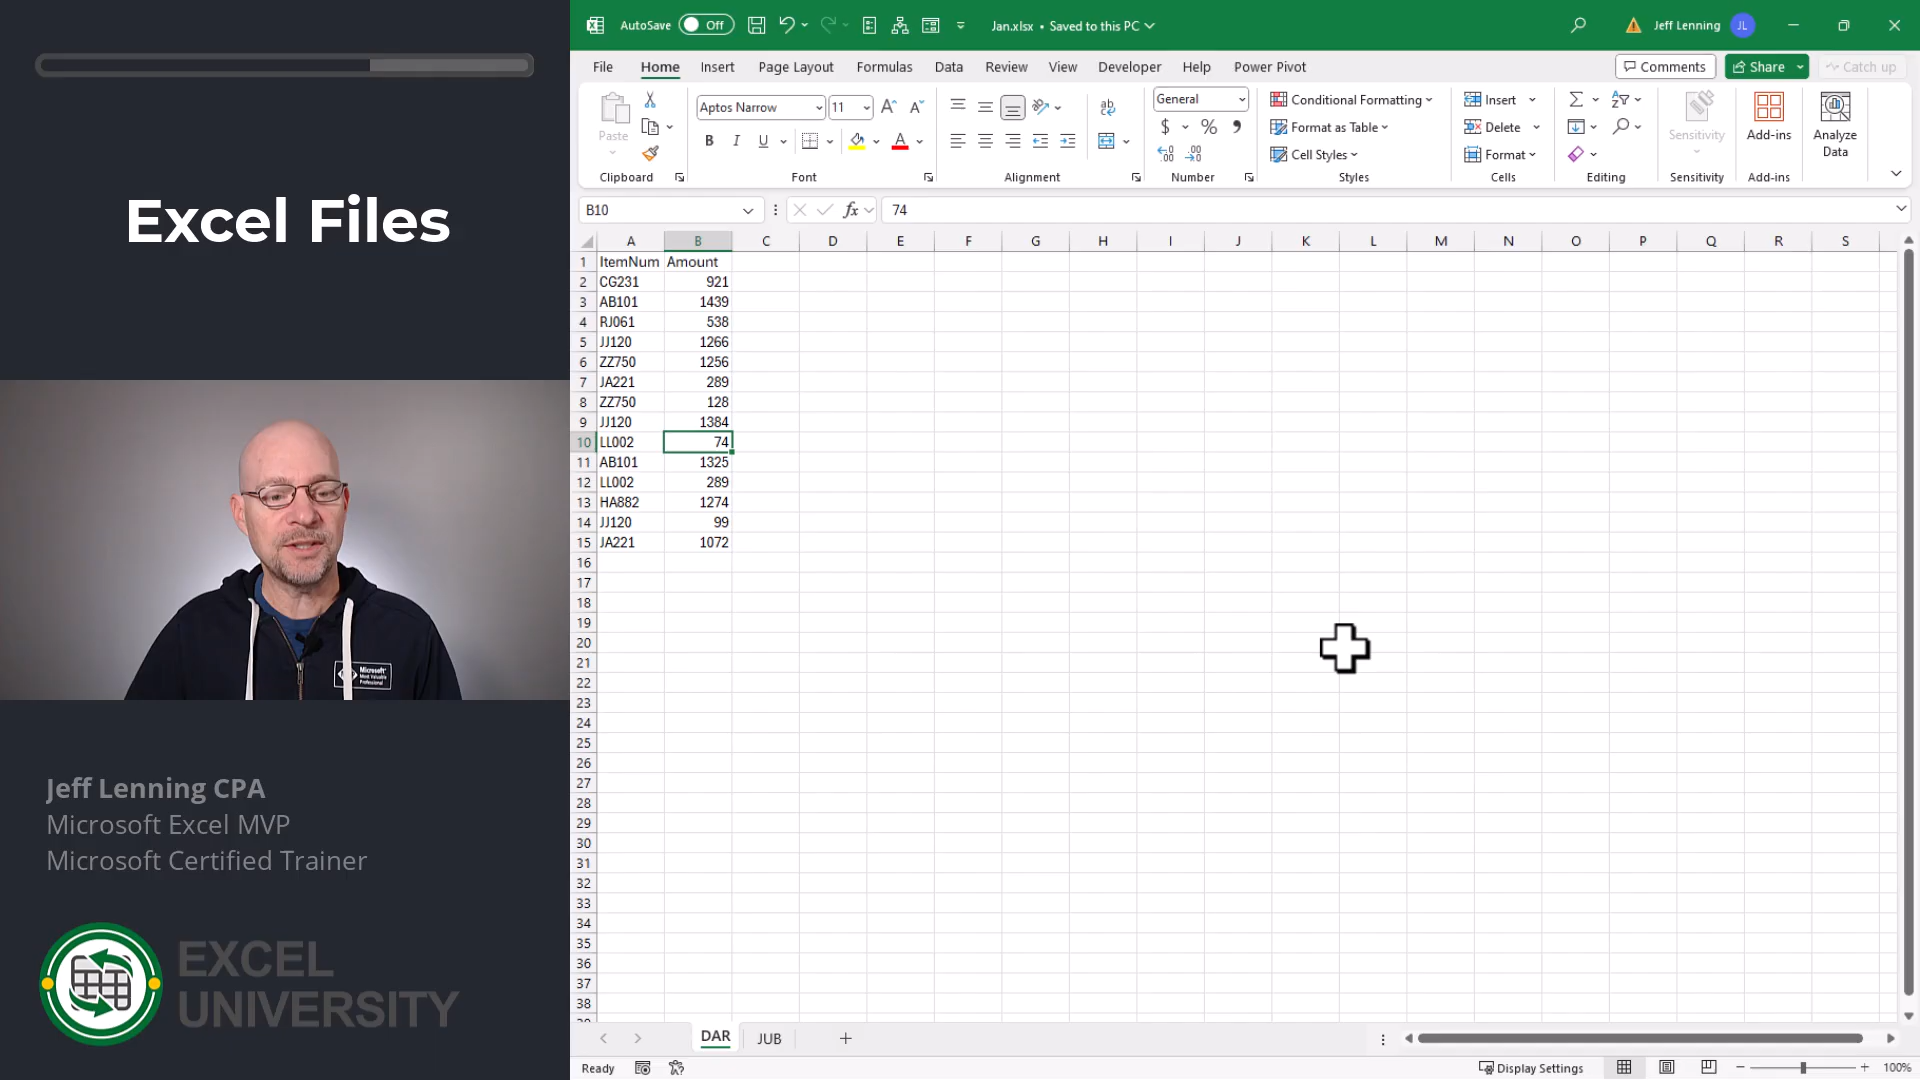 Excel Files
Microsoft
Most Valuable
Professional
Jeff Lenning CPA
Microsoft Excel MVP
Microsoft Certified Trainer
EXCEL
UNIVERSITY
AutoSave Off Jan.xlsx • Saved to this PC Jeff Lenning JL
File Home Insert Page Layout Formulas Data Review View Developer Help Power Pivot Comments Share Catch up
Paste
Clipboard
Aptos Narrow 11
B I U A
Font
Alignment
General
$ % ,
Number
Conditional Formatting
Format as Table
Cell Styles
Styles
Insert
Delete
Format
Cells
Editing
Sensitivity
Sensitivity
Add-ins
Add-ins
Analyze
Data
B10 fx 74
A B C D E F G H I J K L M N O P Q R S
1 ItemNum Amount
2 CG231 921
3 AB101 1439
4 RJ061 538
5 JJ120 1266
6 ZZ750 1256
7 JA221 289
8 ZZ750 128
9 JJ120 1384
10 LL002 74
11 AB101 1325
12 LL002 289
13 HA882 1274
14 JJ120 99
15 JA221 1072
16
17
18
19
20
21
22
23
24
25
26
27
28
29
30
31
32
33
34
35
36
37
38
DAR JUB
Ready Display Settings 100%